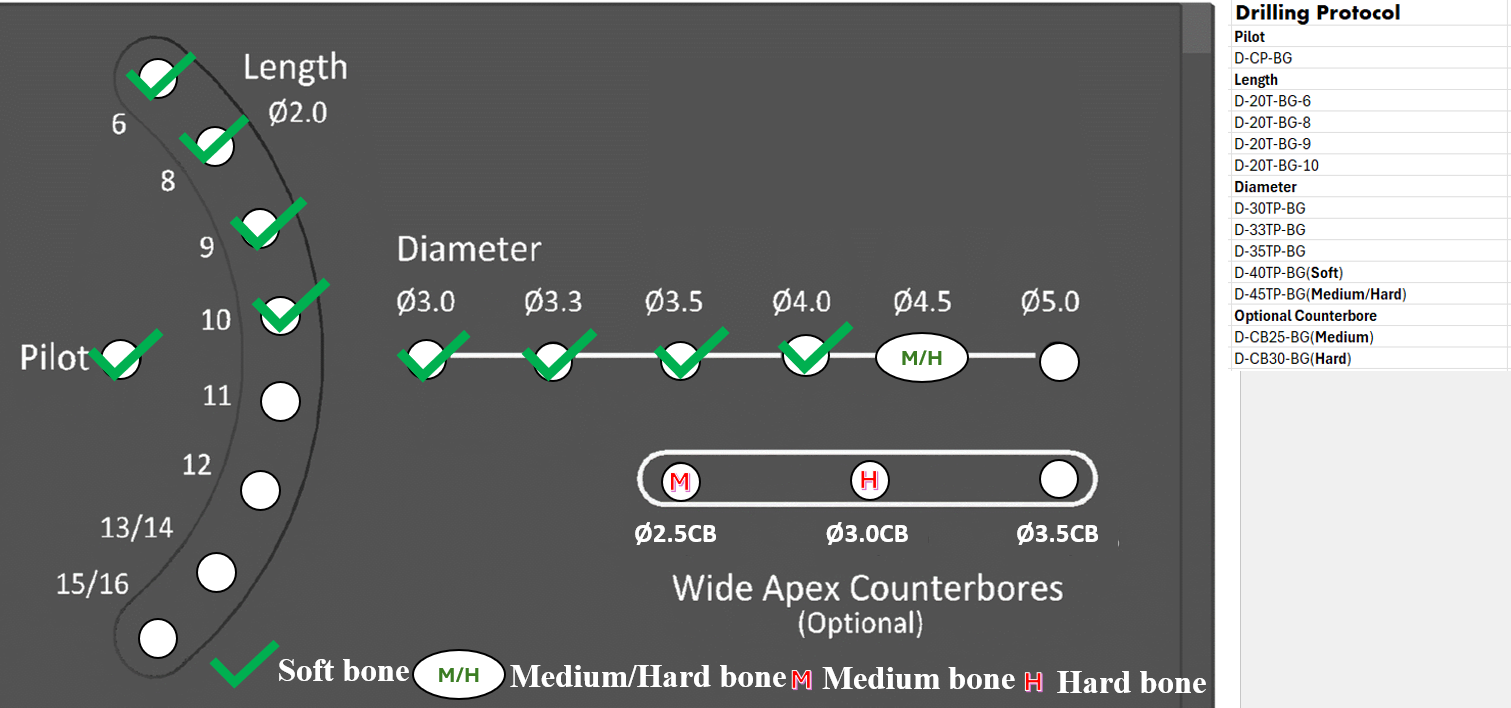 Length
Ø2.0
6
8
9
10
Pilot
11
12
13/14
15/16
Diameter
Ø3.0 Ø3.3 Ø3.5 Ø4.0 Ø4.5 Ø5.0
M/H
M H
Ø2.5CB Ø3.0CB Ø3.5CB
Wide Apex Counterbores
(Optional)
Soft bone M/H Medium/Hard bone M Medium bone H Hard bone
Drilling Protocol
Pilot
D-CP-BG
Length
D-20T-BG-6
D-20T-BG-8
D-20T-BG-9
D-20T-BG-10
Diameter
D-30TP-BG
D-33TP-BG
D-35TP-BG
D-40TP-BG(Soft)
D-45TP-BG(Medium/Hard)
Optional Counterbore
D-CB25-BG(Medium)
D-CB30-BG(Hard)